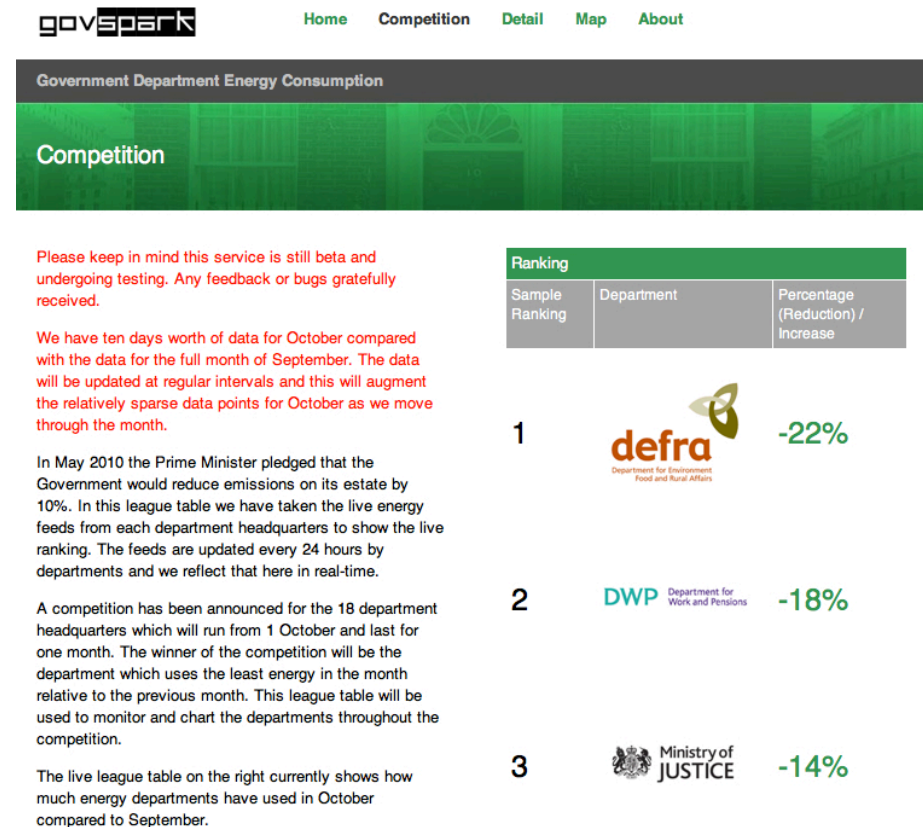 govspark
Home Competition Detail Map About
Government Department Energy Consumption
Competition
Please keep in mind this service is still beta and
undergoing testing. Any feedback or bugs gratefully
received.
We have ten days worth of data for October compared
with the data for the full month of September. The data
will be updated at regular intervals and this will augment
the relatively sparse data points for October as we move
through the month.
In May 2010 the Prime Minister pledged that the
Government would reduce emissions on its estate by
10%. In this league table we have taken the live energy
feeds from each department headquarters to show the live
ranking. The feeds are updated every 24 hours by
departments and we reflect that here in real-time.
A competition has been announced for the 18 department
headquarters which will run from 1 October and last for
one month. The winner of the competition will be the
department which uses the least energy in the month
relative to the previous month. This league table will be
used to monitor and chart the departments throughout the
competition.
The live league table on the right currently shows how
much energy departments have used in October
compared to September.
Ranking
Sample Department Percentage
Ranking (Reduction) /
Increase
1 defra -22%
Department for Environment
Food and Rural Affairs
2 DWP Department for -18%
Work and Pensions
3 Ministry of -14%
JUSTICE